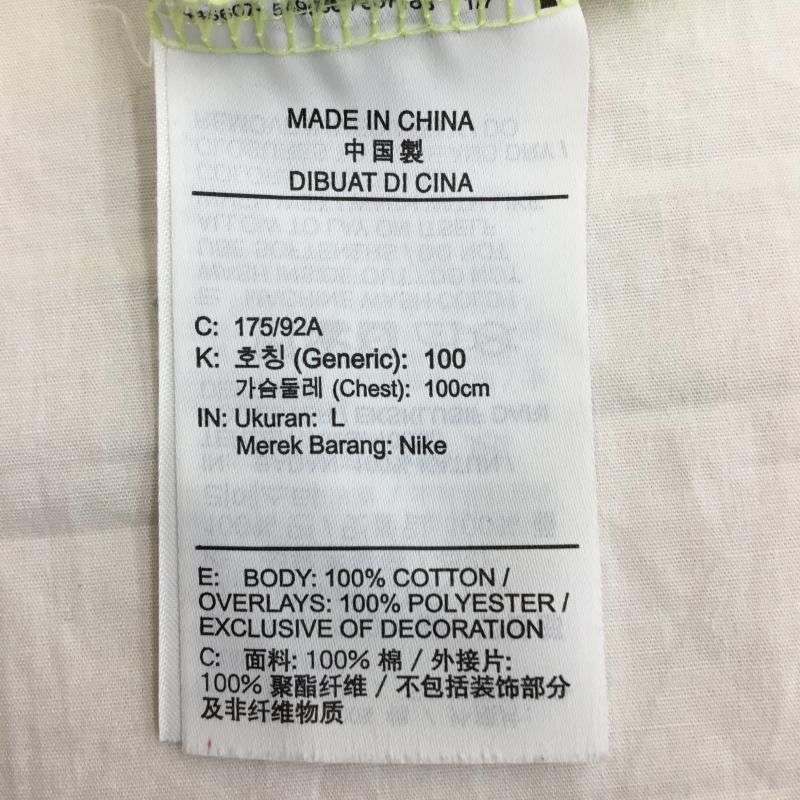 MADE IN CHINA
中国製
DIBUAT DI CINA
C: 175/92A
K: 호칭 (Generic): 100
가슴둘레 (Chest): 100cm
IN: Ukuran: L
Merek Barang: Nike
E: BODY: 100% COTTON /
OVERLAYS: 100% POLYESTER /
EXCLUSIVE OF DECORATION
C: 面料: 100% 棉 / 外接片:
100% 聚酯纤维 / 不包括装饰部分
及非纤维物质